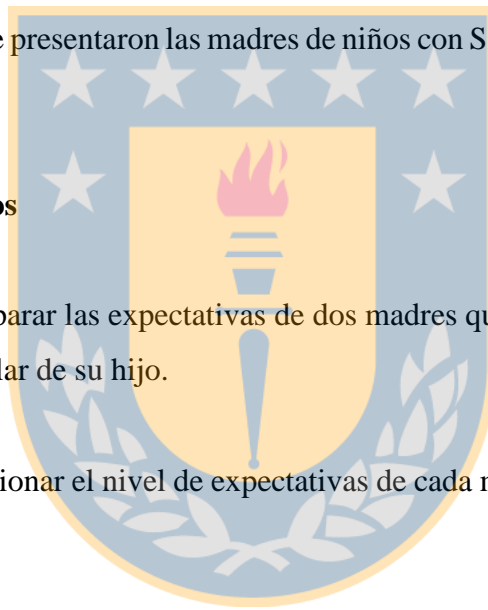 e presentaron las madres de niños con S
os
parar las expectativas de dos madres qu
lar de su hijo.
ionar el nivel de expectativas de cada